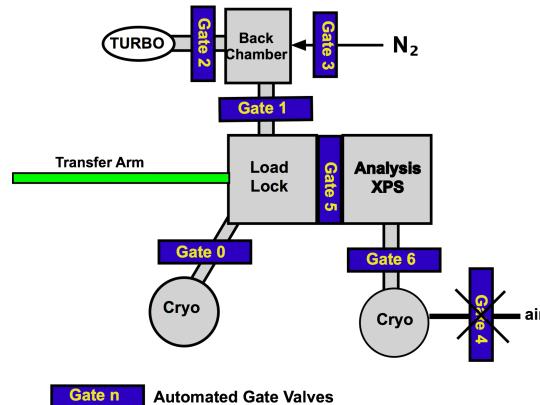 TURBO
Gate 2
Back
Chamber
Gate 3
N₂
Gate 1
Transfer Arm
Load
Lock
Gate 5
Analysis
XPS
Gate 0
Gate 6
Cryo
Cryo
Gate 4
air
Gate n
Automated Gate Valves